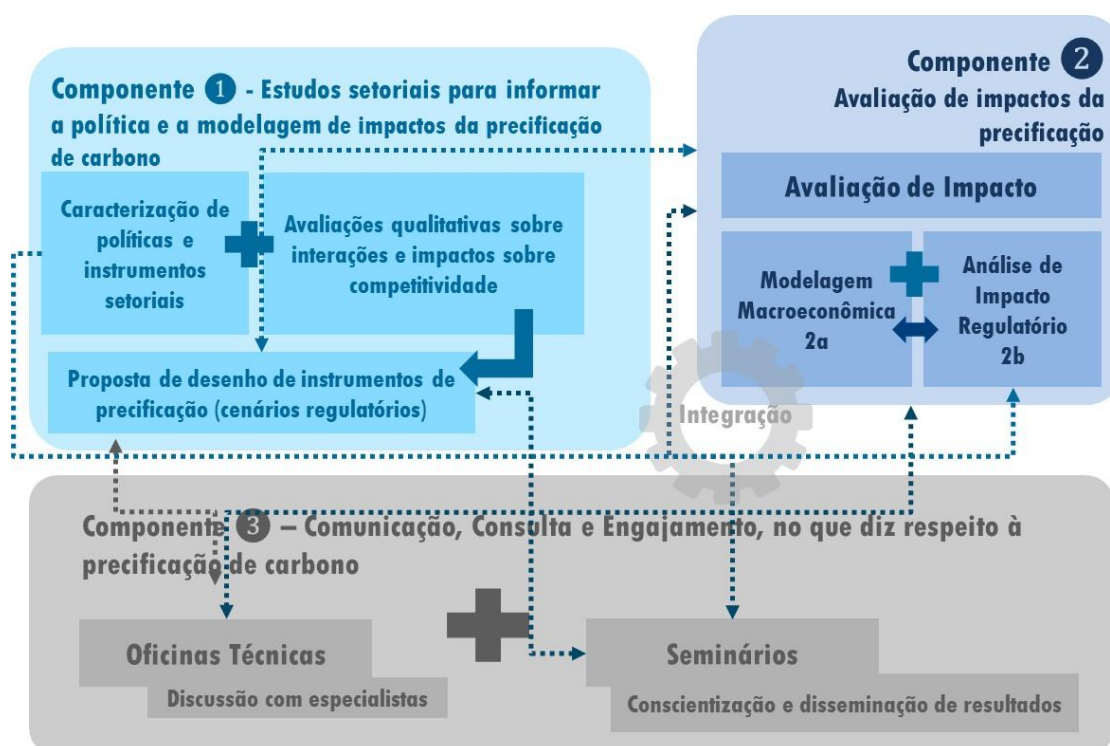 Componente 1 - Estudos setoriais para informar
a política e a modelagem de impactos da precificação
de carbono
Caracterização de
políticas e
instrumentos
setoriais
Avaliações qualitativas sobre
interações e impactos sobre
competitividade
Proposta de desenho de instrumentos de
precificação (cenários regulatórios)
Componente 2
Avaliação de impactos da
precificação
Avaliação de Impacto
Modelagem
Macroeconômica
2a
Análise de
Impacto
Regulatório
2b
Integração
Componente 3 – Comunicação, Consulta e Engajamento, no que diz respeito à
precificação de carbono
Oficinas Técnicas
Discussão com especialistas
Seminários
Conscientização e disseminação de resultados